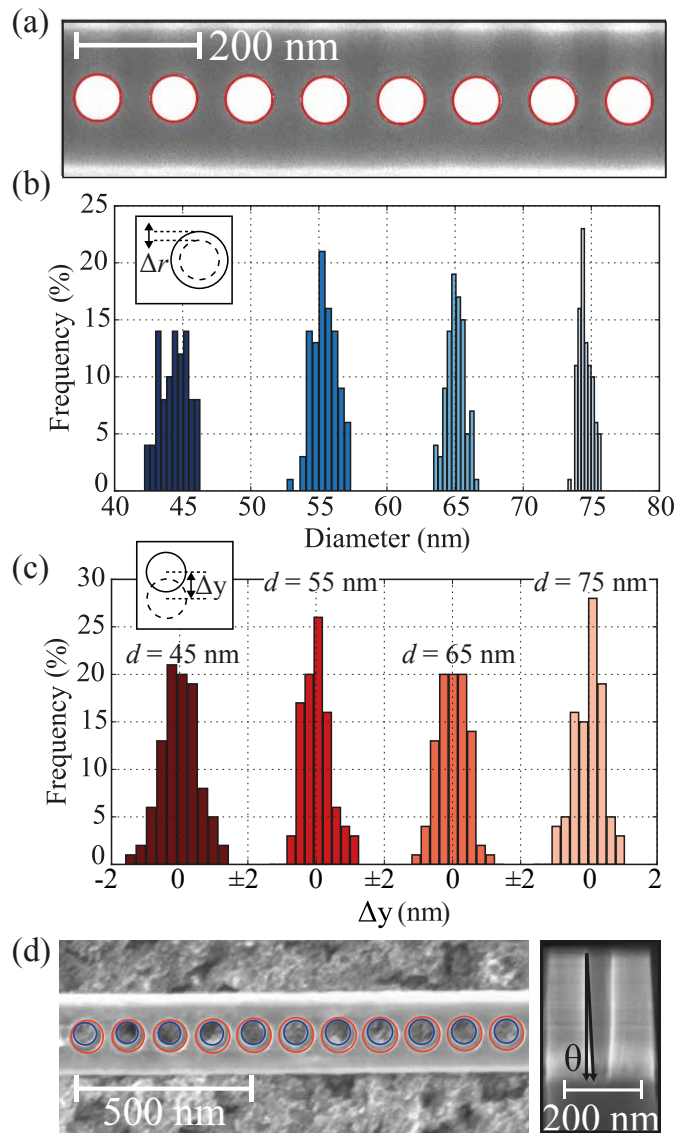 (a)
200 nm
(b)
Frequency (%)
25
20
15
10
5
0
Δr
40 45 50 55 60 65 70 75 80
Diameter (nm)
(c)
Frequency (%)
30
25
20
15
10
5
0
Δy
d = 55 nm
d = 75 nm
d = 45 nm
d = 65 nm
-2 0 ±2 0 ±2 0 ±2 0 2
Δy (nm)
(d)
500 nm
θ
200 nm